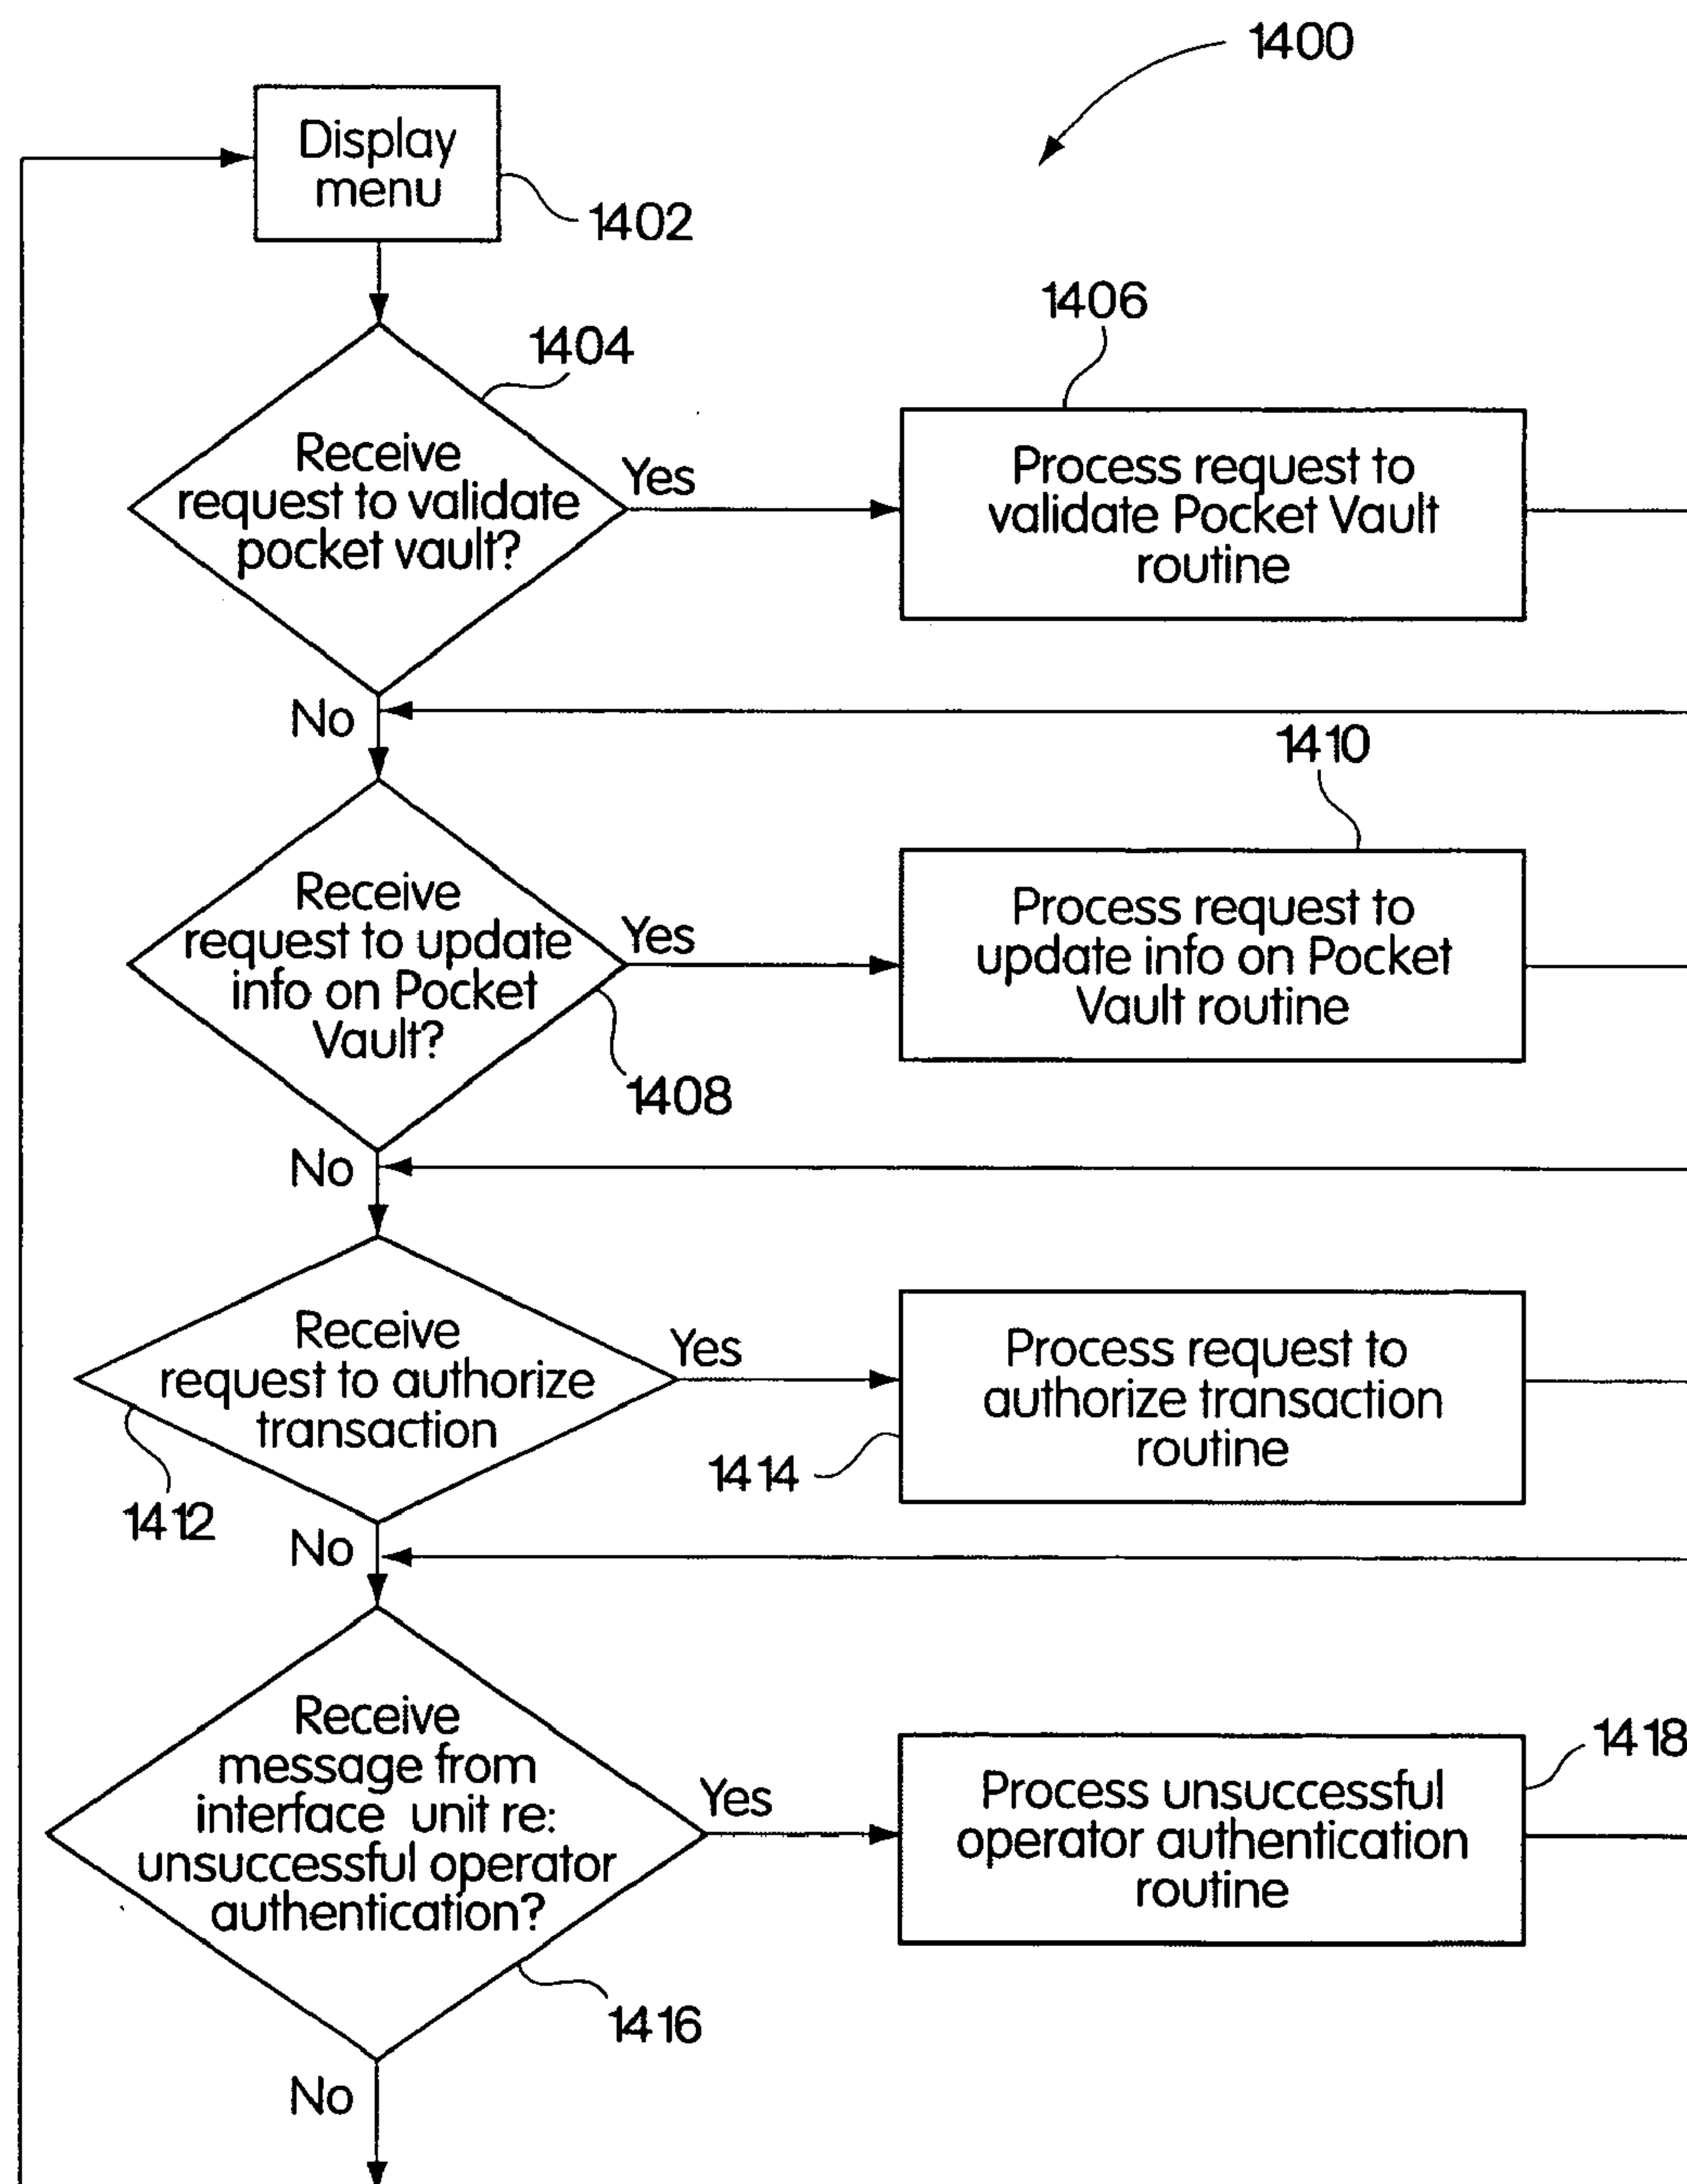 1400
Display
menu
1402
1404
1406
Receive
request to validate
pocket vault?
Yes
Process request to
validate Pocket Vault
routine
No
1410
Receive
request to update
info on Pocket
Vault?
Yes
Process request to
update info on Pocket
Vault routine
1408
No
Receive
request to authorize
transaction
Yes
Process request to
authorize transaction
routine
1414
1412
No
Receive
message from
interface unit re:
unsuccessful operator
authentication?
Yes
Process unsuccessful
operator authentication
routine
1418
1416
No